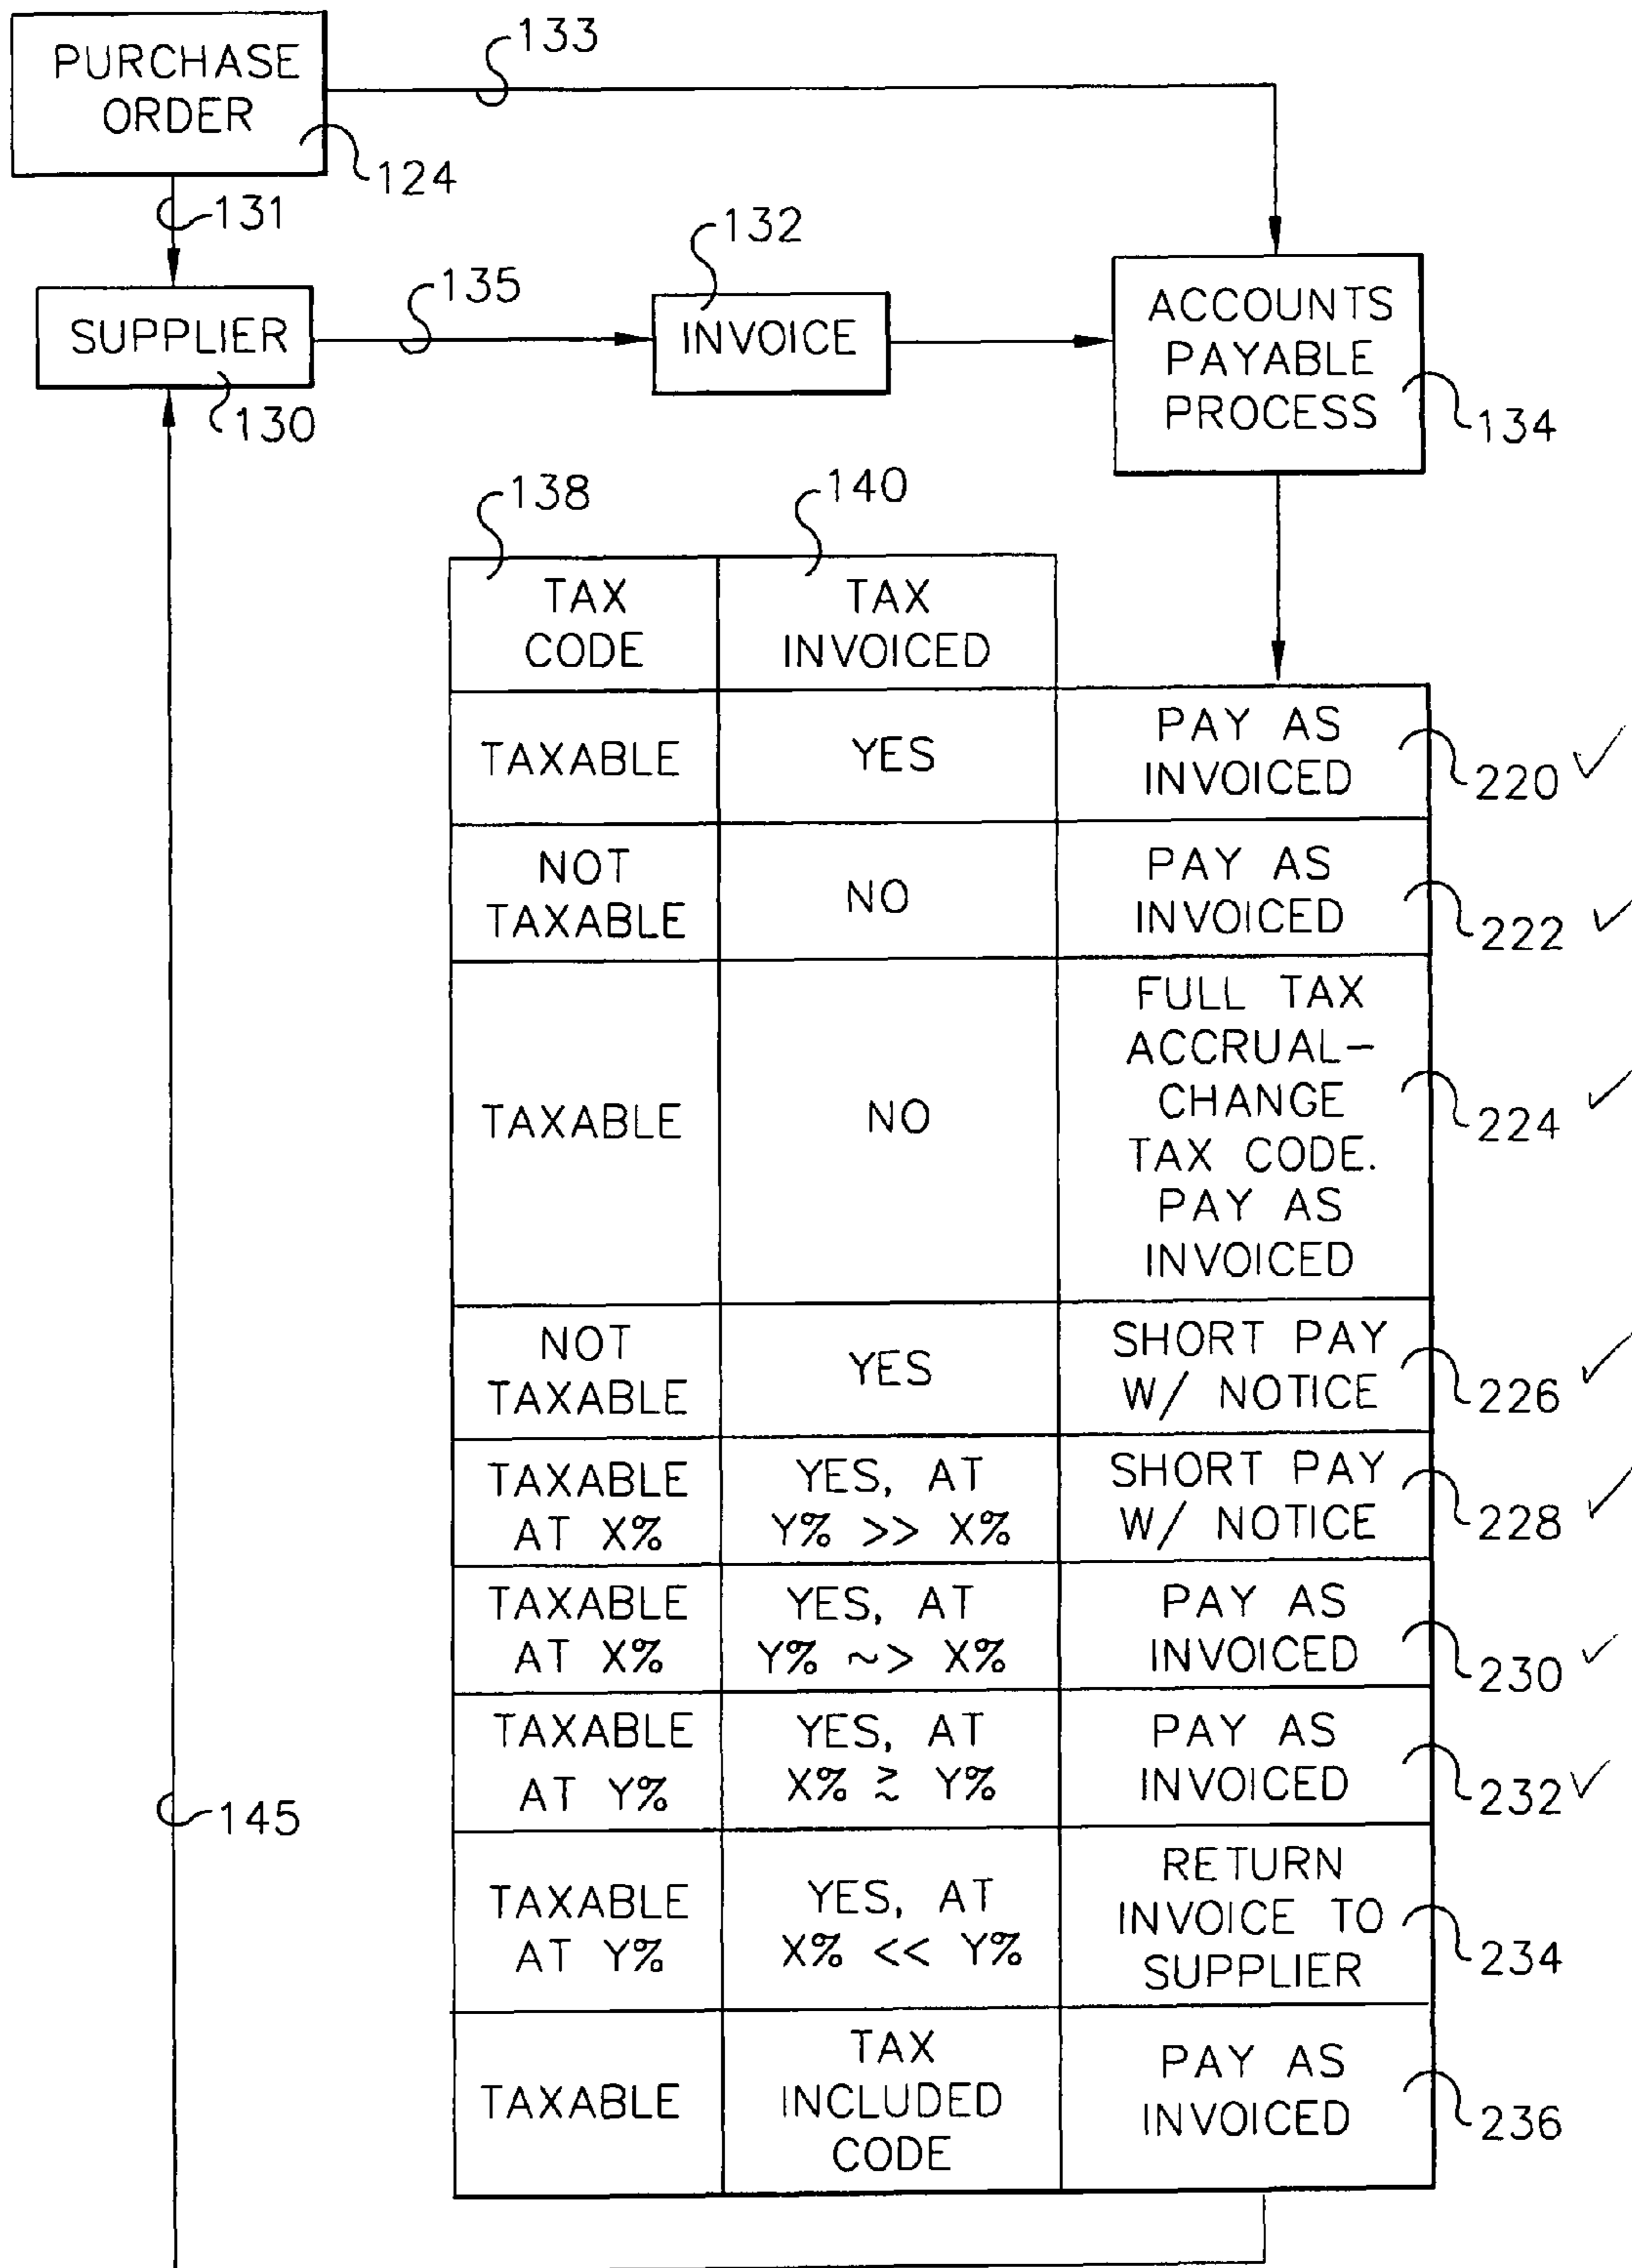 PURCHASE
ORDER
133
124
131
SUPPLIER
130
135
132
INVOICE
ACCOUNTS
PAYABLE
PROCESS
134
138
140
TAX
CODE
TAX
INVOICED
TAXABLE
YES
PAY AS
INVOICED
220 ✓
NOT
TAXABLE
NO
PAY AS
INVOICED
222 ✓
TAXABLE
NO
FULL TAX
ACCRUAL-
CHANGE
TAX CODE.
PAY AS
INVOICED
224 ✓
NOT
TAXABLE
YES
SHORT PAY
W/ NOTICE
226 ✓
TAXABLE
AT X%
YES, AT
Y% >> X%
SHORT PAY
W/ NOTICE
228 ✓
TAXABLE
AT X%
YES, AT
Y% ~> X%
PAY AS
INVOICED
230 ✓
TAXABLE
AT Y%
YES, AT
X% ≳ Y%
PAY AS
INVOICED
232 ✓
145
TAXABLE
AT Y%
YES, AT
X% << Y%
RETURN
INVOICE TO
SUPPLIER
234
TAXABLE
TAX
INCLUDED
CODE
PAY AS
INVOICED
236